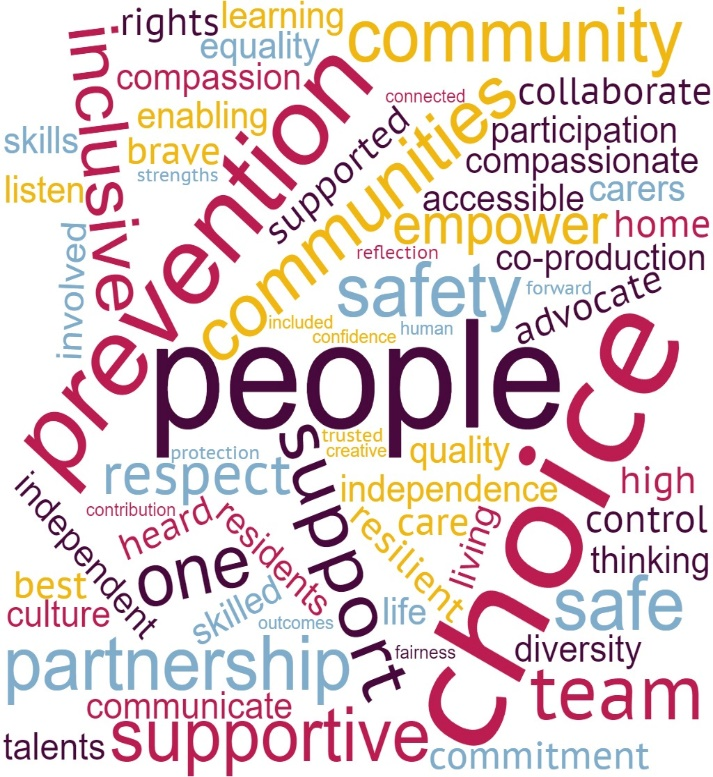 rights
learning
equality
community
inclusive
compassion
prevention
connected
collaborate
enabling
communities
supported
participation
skills
brave
compassionate
strengths
listen
accessible
carers
empower
home
involved
reflection
co-production
safety
forward
advocate
included
confidence
human
people
choice
trusted
creative
protection
quality
respect
support
independence
high
independent
contribution
heard
residents
resilient
care
living
control
one
thinking
best
culture
skilled
outcomes
life
safe
partnership
fairness
diversity
team
communicate
supportive
talents
commitment